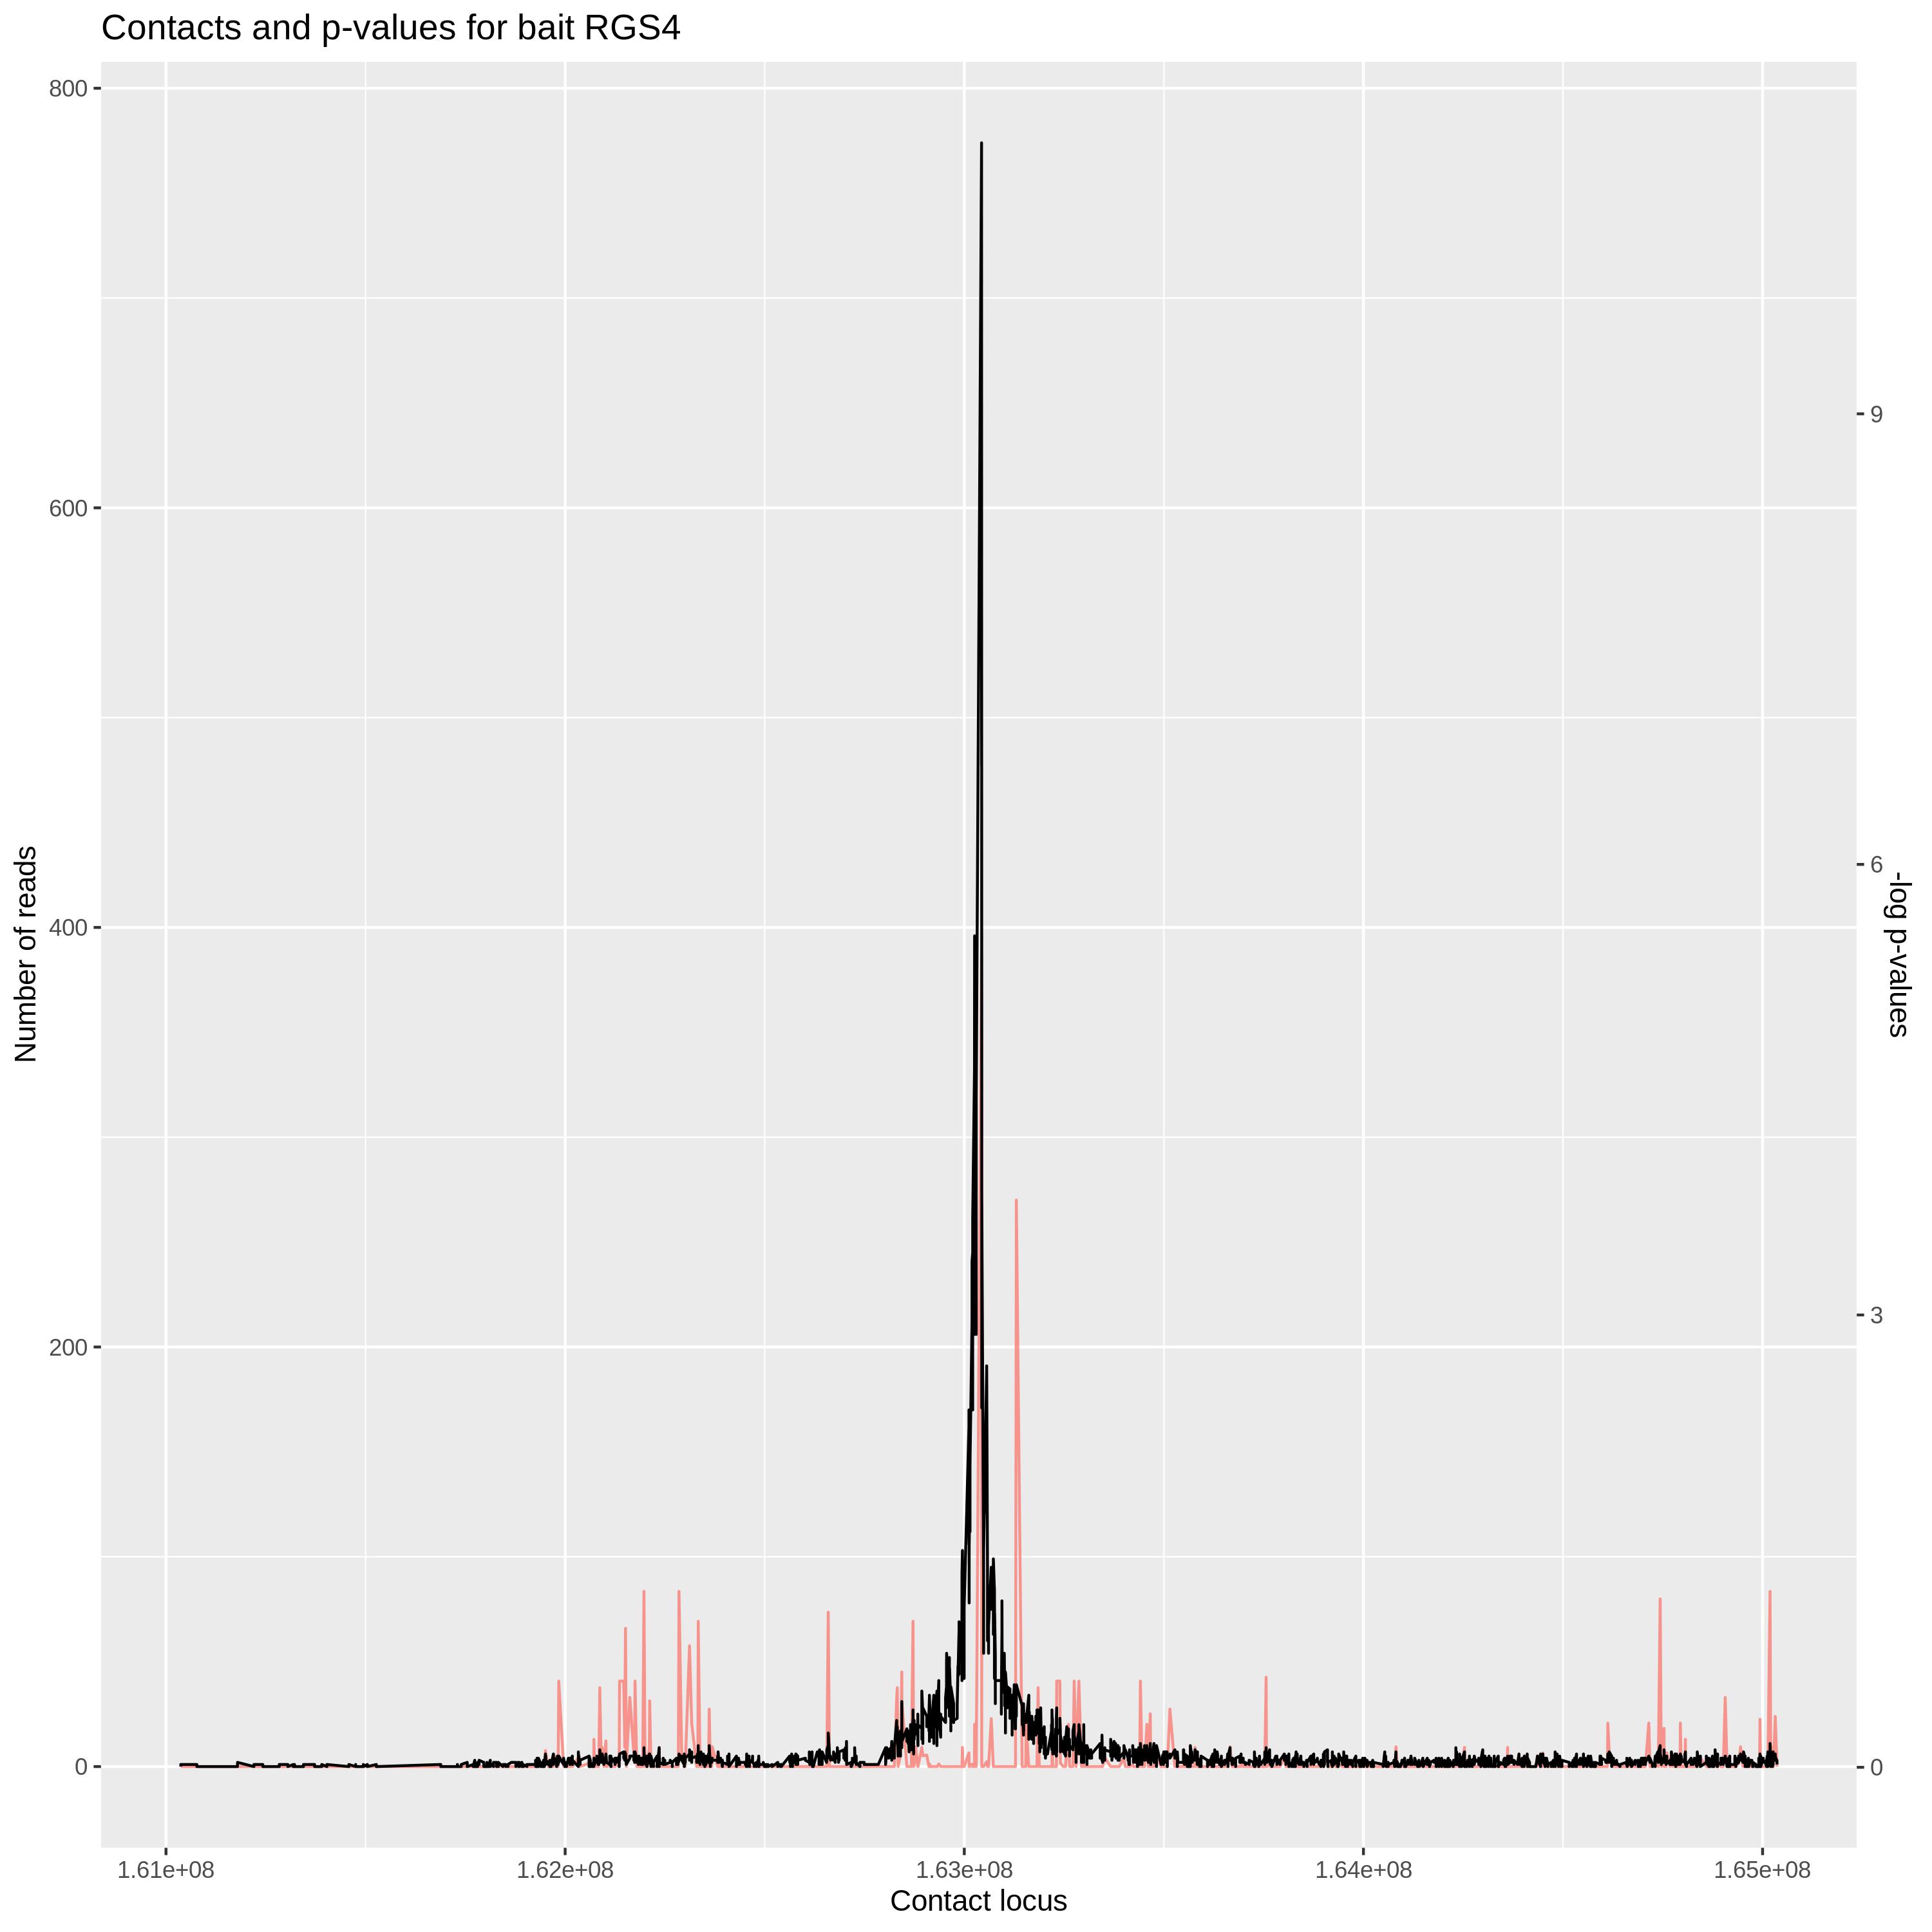 Contacts and p-values for bait RGS4
800
600
400
200
0
Number of reads
9
6
3
0
-log p-values
1.61e+08 1.62e+08 1.63e+08 1.64e+08 1.65e+08
Contact locus